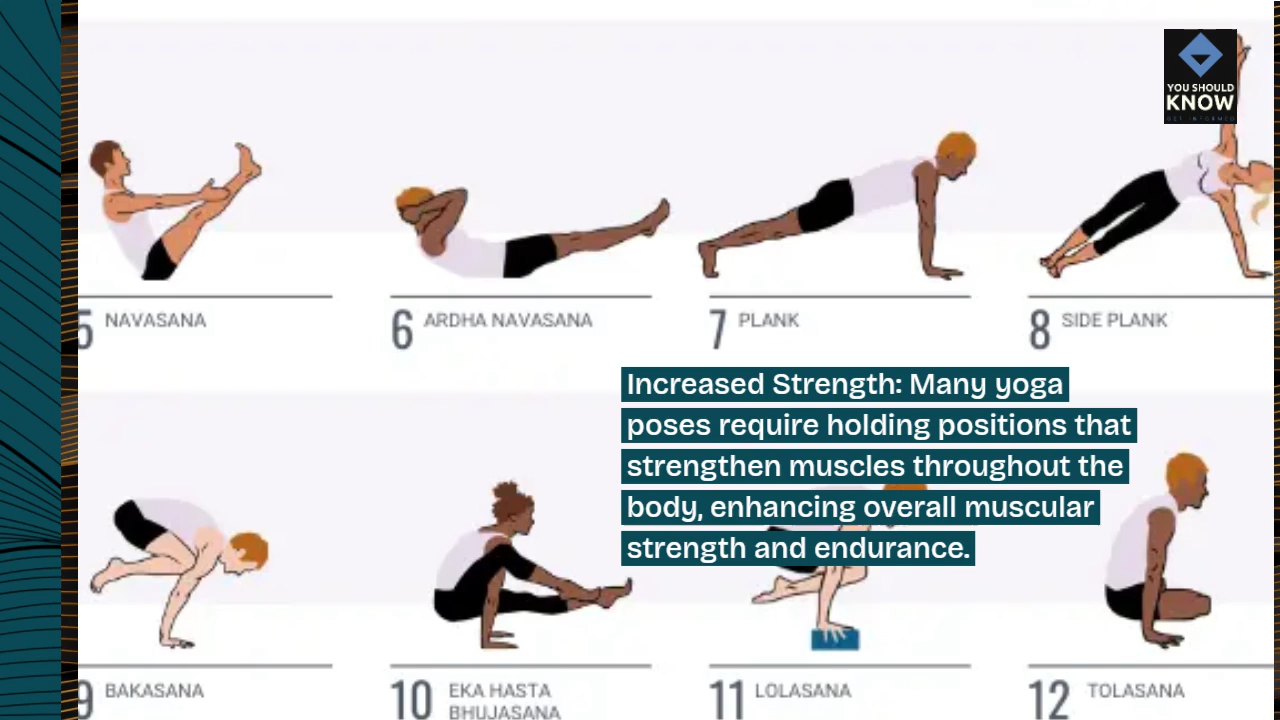 YOU SHOULD
KNOW
GET INFORMED
5 NAVASANA
6 ARDHA NAVASANA
7 PLANK
8 SIDE PLANK
Increased Strength: Many yoga
poses require holding positions that
strengthen muscles throughout the
body, enhancing overall muscular
strength and endurance.
9 BAKASANA
10 EKA HASTA
BHUJASANA
11 LOLASANA
12 TOLASANA